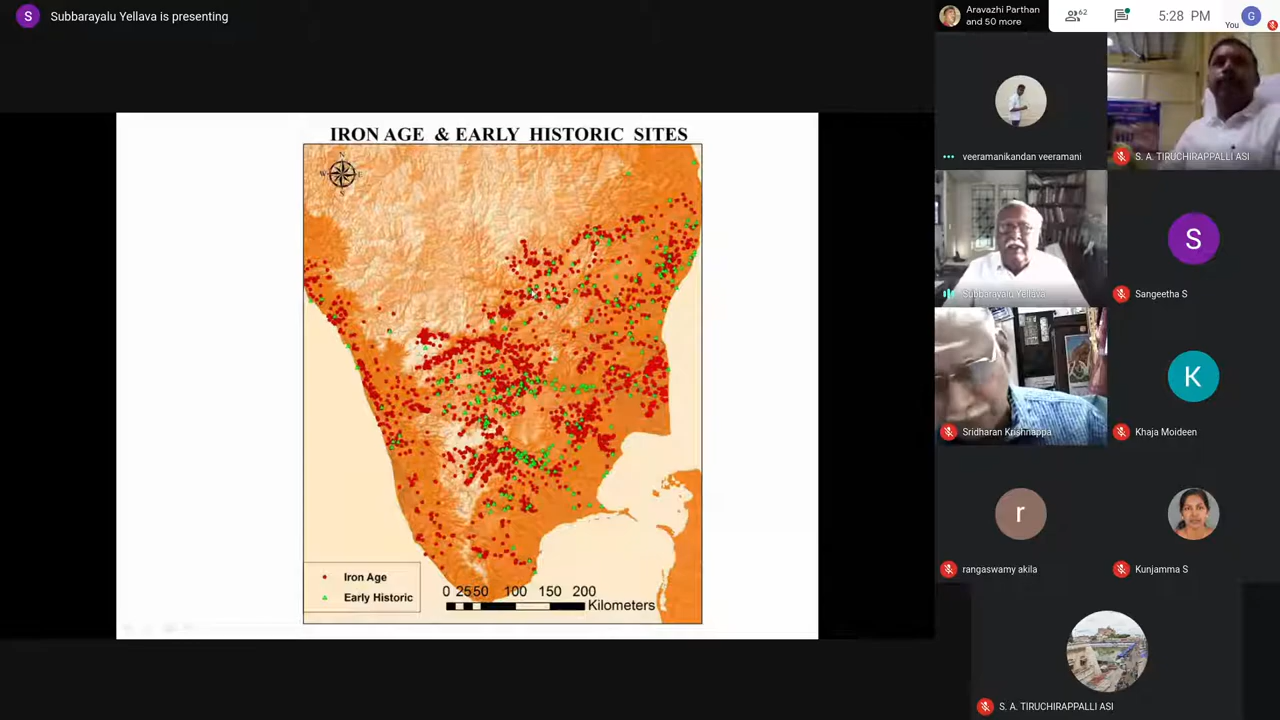 S
Subbarayalu Yellava is presenting
Aravazhi Parthan
and 50 more
62
5:28 PM
You
G
IRON AGE & EARLY HISTORIC SITES
N
W E
S
Iron Age
Early Historic
0 25 50 100 150 200
Kilometers
veeramanikandan veeramani
S. A. TIRUCHIRAPPALLI ASI
Subbarayalu Yellava
S
Sangeetha S
Sridharan Krishnappa
K
Khaja Moideen
r
rangaswamy akila
Kunjamma S
S. A. TIRUCHIRAPPALLI ASI